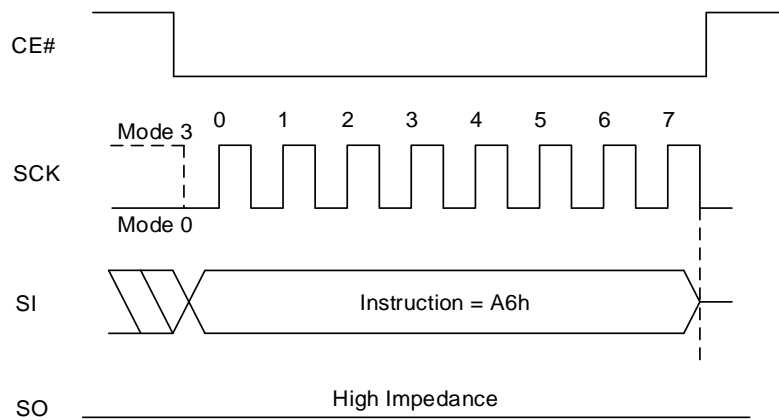 CE#
0 1 2 3 4 5 6 7
Mode 3
SCK
Mode 0
SI
Instruction = A6h
High Impedance
SO